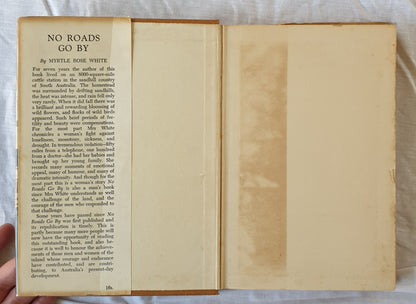 NO ROADS
GO BY
By MYRTLE ROSE WHITE
For seven years the author of this
book lived on an 8000-square-mile
cattle station in the sandhill country
of South Australia. The homestead
was surrounded by drifting sandhills,
the heat was intense, and rain fell only
very rarely. When it did fall there was
a brilliant and rewarding blooming of
wild flowers, and flocks of wild birds
appeared. Such brief periods of fer-
tility and beauty were compensations.
For the most part Mrs White
chronicles a woman's fight against
loneliness, monotony, sickness, and
drought. In tremendous isolation—fifty
miles from a telephone, one hundred
from a doctor—she had her babies and
brought up her young family. She
records many moments of emotional
appeal, many of humour, and many of
dramatic intensity. And though for the
most part this is a woman's story No
Roads Go By is also a man's book
since Mrs White understands so well
the challenge of the land, and the
courage of the men who responded to
that challenge.
Some years have passed since No
Roads Go By was first published and
its republication is timely. This is
partly because many more people will
now have the opportunity of reading
this outstanding book, and also be-
cause it is well to honour the achieve-
ments of those men and women of the
inland whose courage and endurance
have contributed, and are contri-
buting, to Australia's present-day
development.